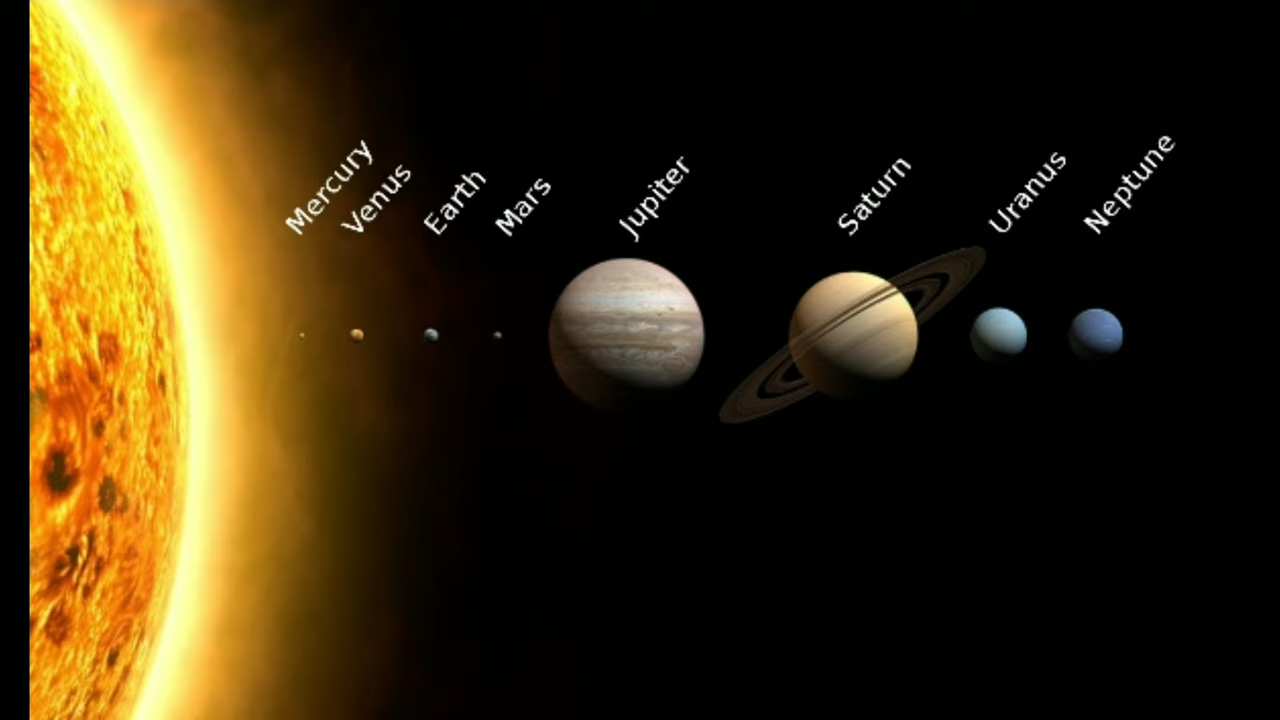 Mercury
Venus
Earth
Mars
Jupiter
Saturn
Uranus
Neptune